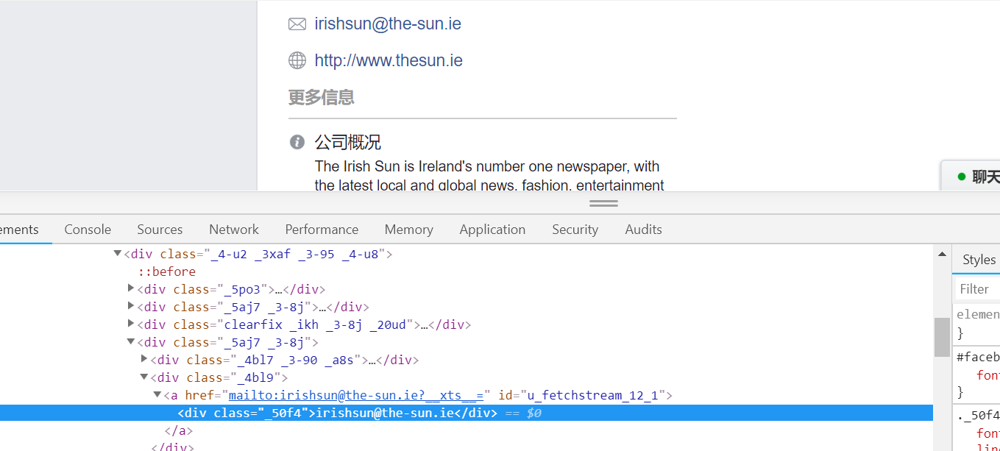 irishsun@the-sun.ie
http://www.thesun.ie
更多信息
公司概况
The Irish Sun is Ireland's number one newspaper, with
the latest local and global news, fashion, entertainment
聊天
ements Console Sources Network Performance Memory Application Security Audits
▼<div class="_4-u2 _3xaf _3-95 _4-u8">
::before
▶<div class="_5po3">…</div>
▶<div class="_5aj7 _3-8j">…</div>
▶<div class="clearfix _ikh _3-8j _20ud">…</div>
▼<div class="_5aj7 _3-8j">
▶<div class="_4bl7 _3-90 _a8s">…</div>
▼<div class="_4bl9">
▼<a href="mailto:irishsun@the-sun.ie?__xts__=" id="u_fetchstream_12_1">
<div class="_50f4">irishsun@the-sun.ie</div> == $0
</a>
</div>
Styles
Filter
elemen
}
#faceb
font
}
._50f4
font
line